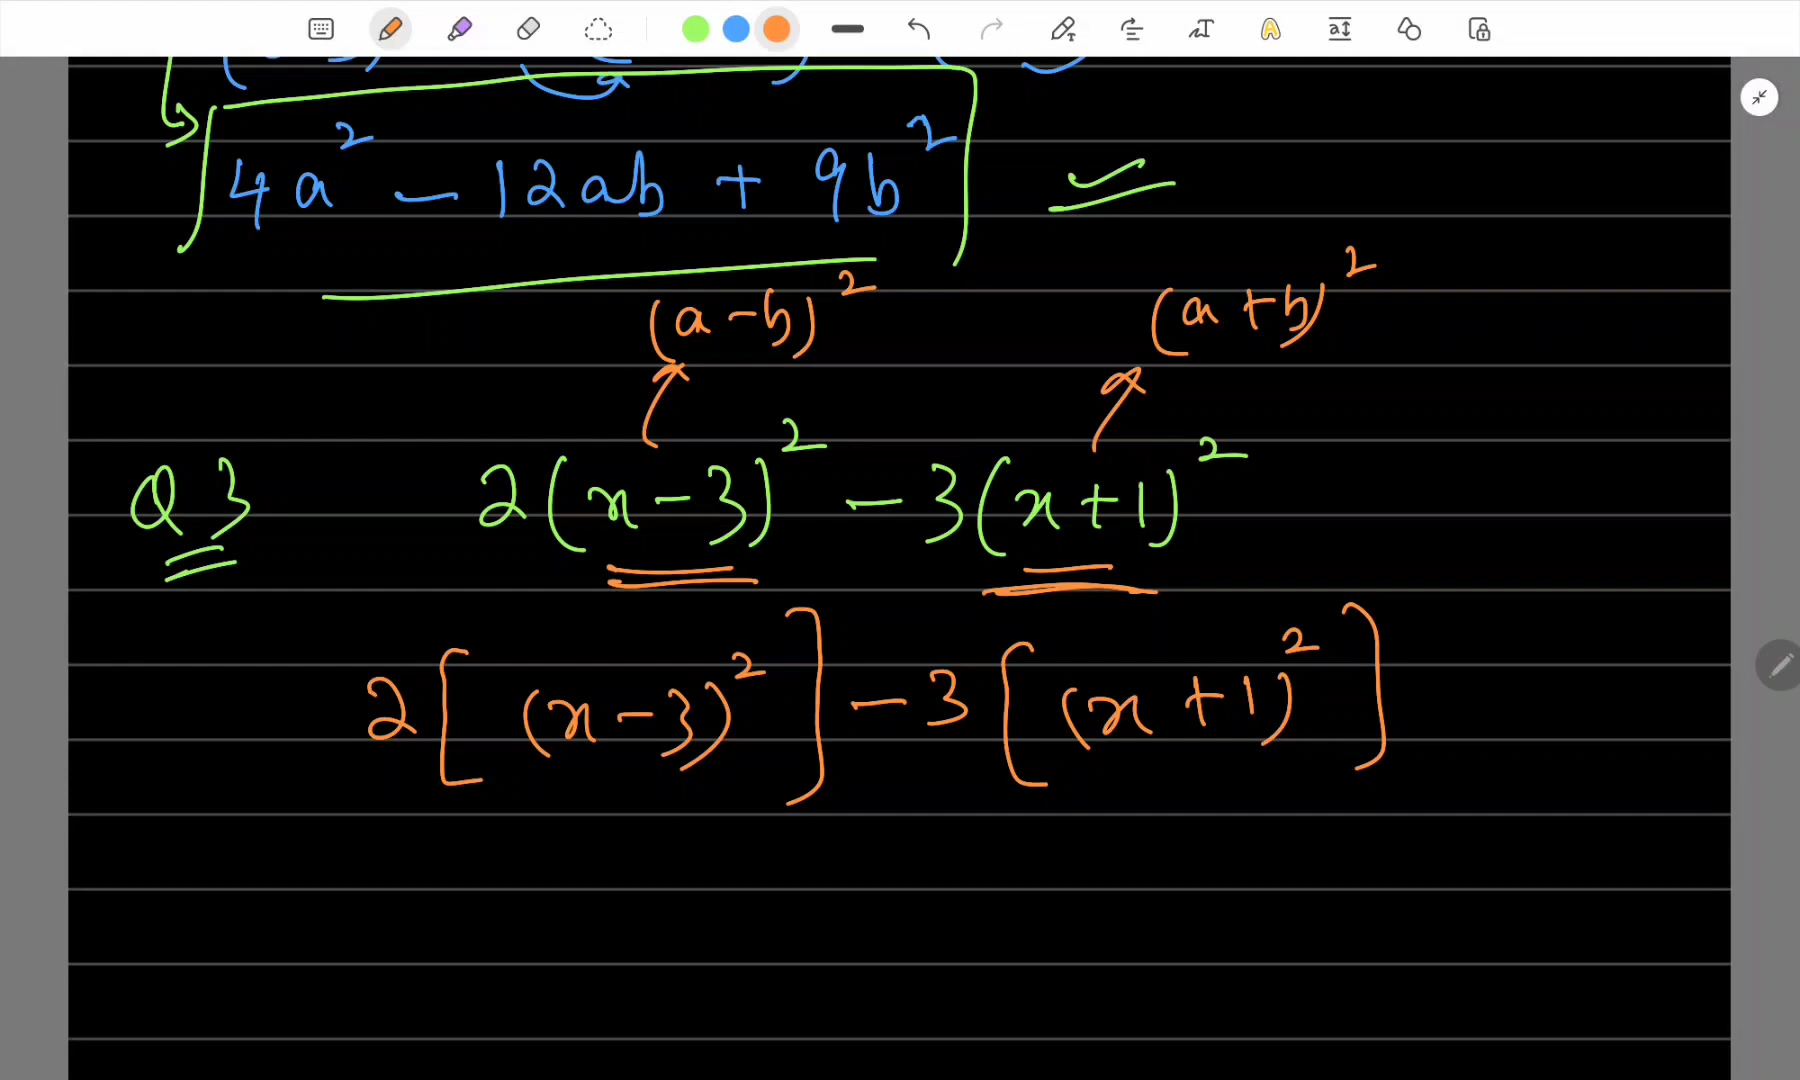 4a² - 12ab + 9b²
(a-b)² (a+b)²
Q3 2(x-3)² - 3(x+1)²
2[(x-3)²] - 3[(x+1)²]